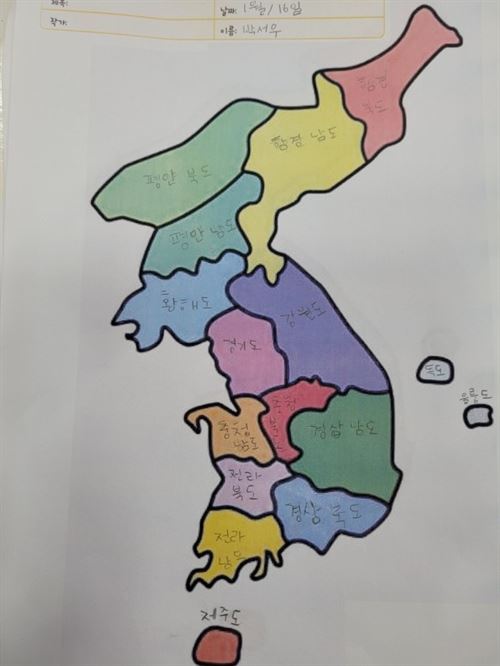 제목:
날짜: 1월/16일
작가:
이름: 박서우
함경
북도
함경 남도
평안 북도
평안 남도
황해도
강원도
경기도
독도
울릉도
충청
북도
충청
남도
경상 남도
전라
북도
경상 북도
전라
남도
제주도